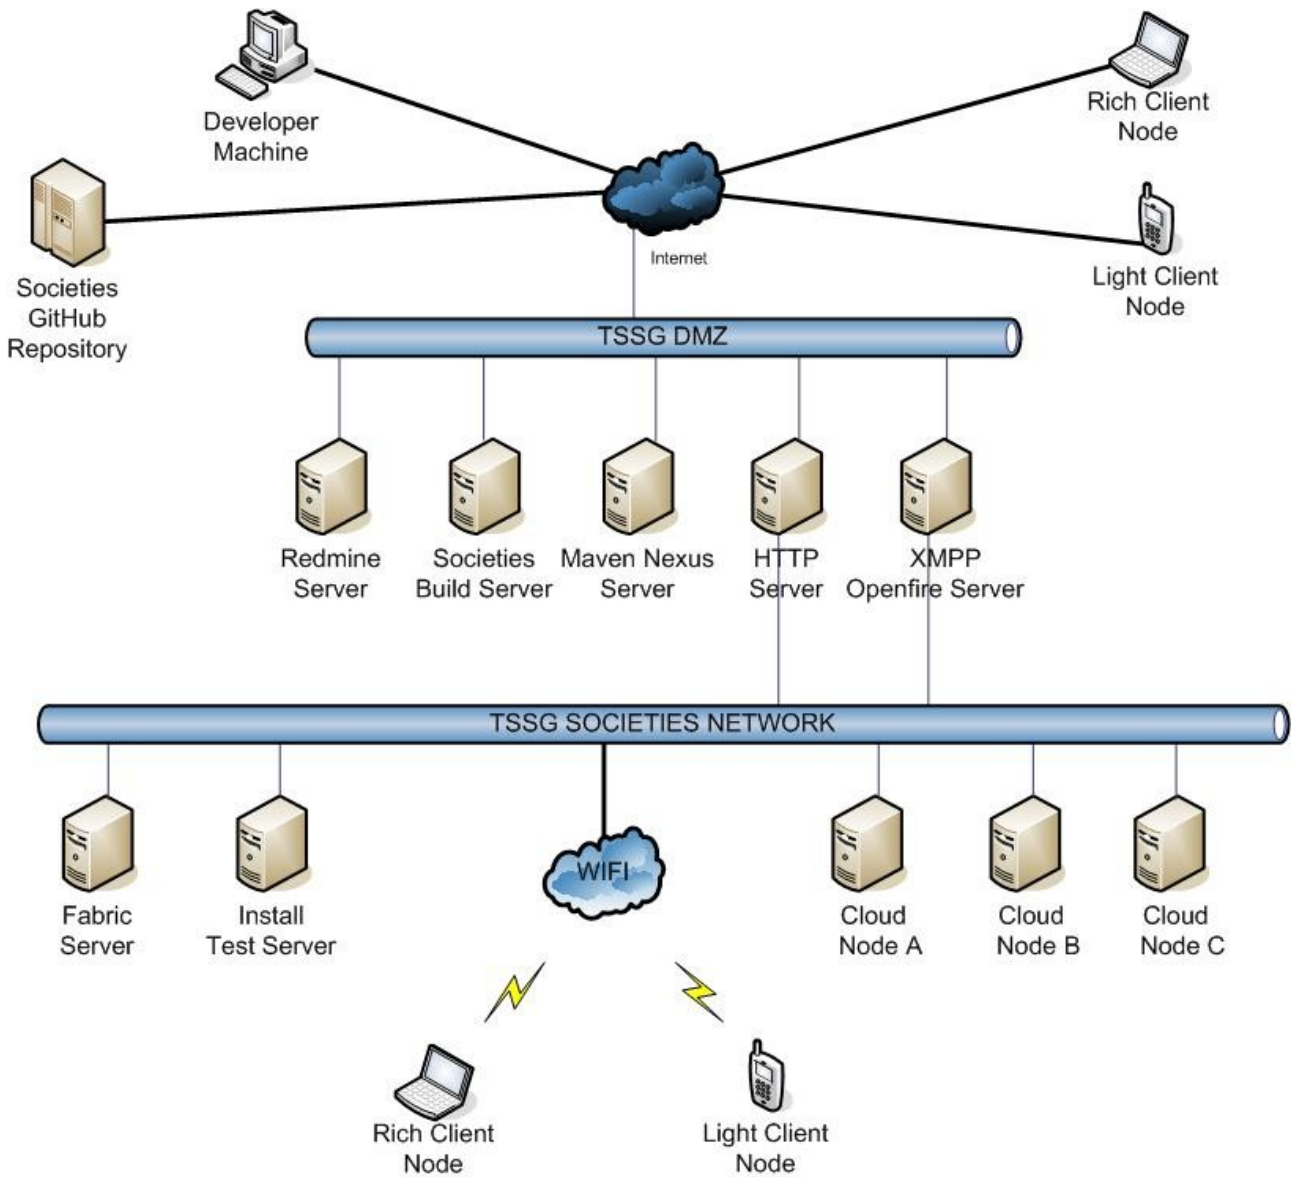 Developer
Machine
Rich Client
Node
Societies
GitHub
Repository
Internet
Light Client
Node
TSSG DMZ
Redmine
Server
Societies
Build Server
Maven Nexus
Server
HTTP
Server
XMPP
Openfire Server
TSSG SOCIETIES NETWORK
Fabric
Server
Install
Test Server
WIFI
Cloud
Node A
Cloud
Node B
Cloud
Node C
Rich Client
Node
Light Client
Node